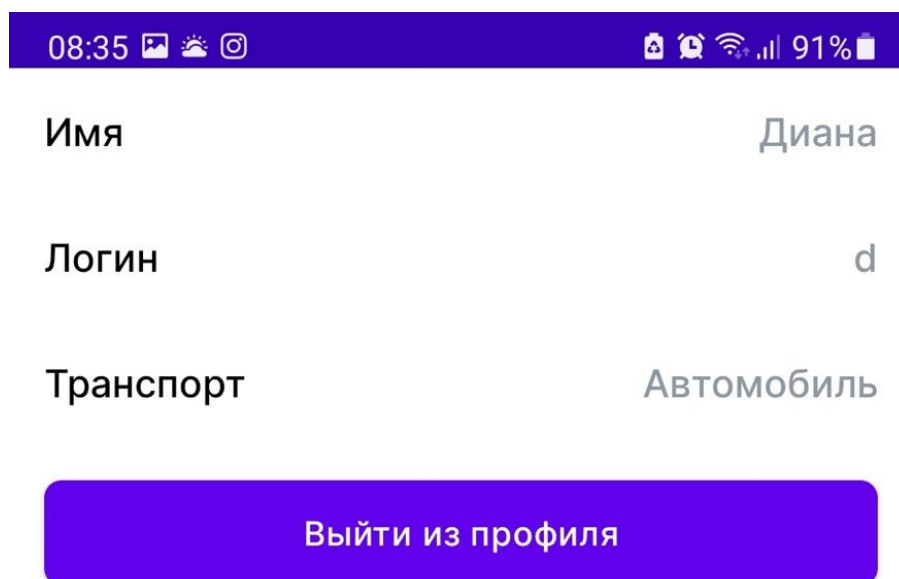 08:35 91%
Имя Диана
Логин d
Транспорт Автомобиль
Выйти из профиля